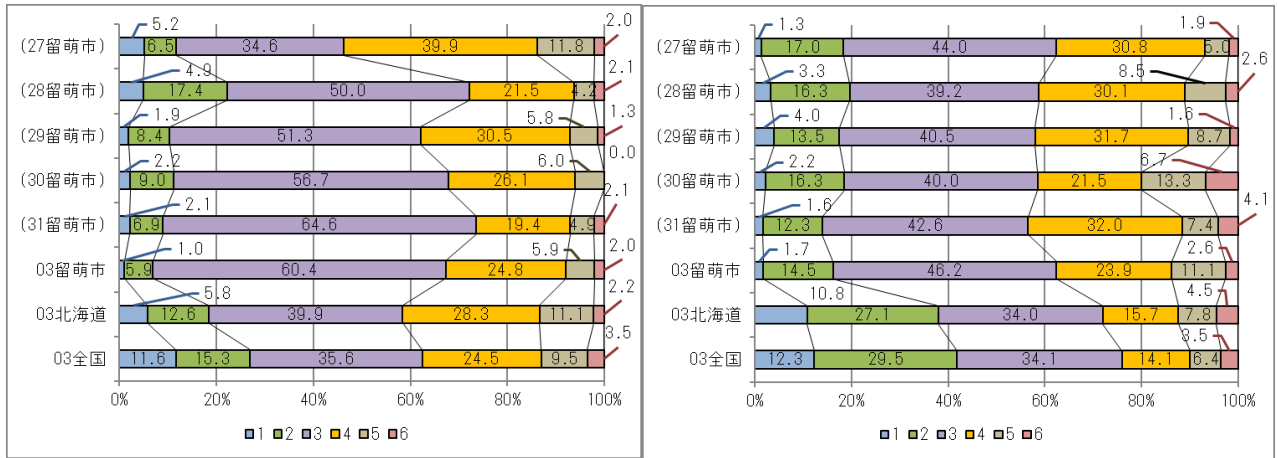 5.2 2.0
(27留萌市) 6.5 34.6 39.9 11.8
4.9 2.1
(28留萌市) 17.4 50.0 21.5 4.2
1.9 5.8 1.3
(29留萌市) 8.4 51.3 30.5
2.2 6.0 0.0
(30留萌市) 9.0 56.7 26.1
2.1 2.1
(31留萌市) 6.9 64.6 19.4 4.9
1.0 5.9 2.0
03留萌市 5.9 60.4 24.8
5.8 2.2
03北海道 12.6 39.9 28.3 11.1
3.5
03全国 11.6 15.3 35.6 24.5 9.5
0% 20% 40% 60% 80% 100%
1 2 3 4 5 6
1.3 1.9
(27留萌市) 17.0 44.0 30.8 5.0
3.3 8.5 2.6
(28留萌市) 16.3 39.2 30.1
4.0 1.6
(29留萌市) 13.5 40.5 31.7 8.7
2.2 6.7
(30留萌市) 16.3 40.0 21.5 13.3
1.6 4.1
(31留萌市) 12.3 42.6 32.0 7.4
1.7 2.6
03留萌市 14.5 46.2 23.9 11.1
10.8 4.5
03北海道 27.1 34.0 15.7 7.8
3.5
03全国 12.3 29.5 34.1 14.1 6.4
0% 20% 40% 60% 80% 100%
1 2 3 4 5 6